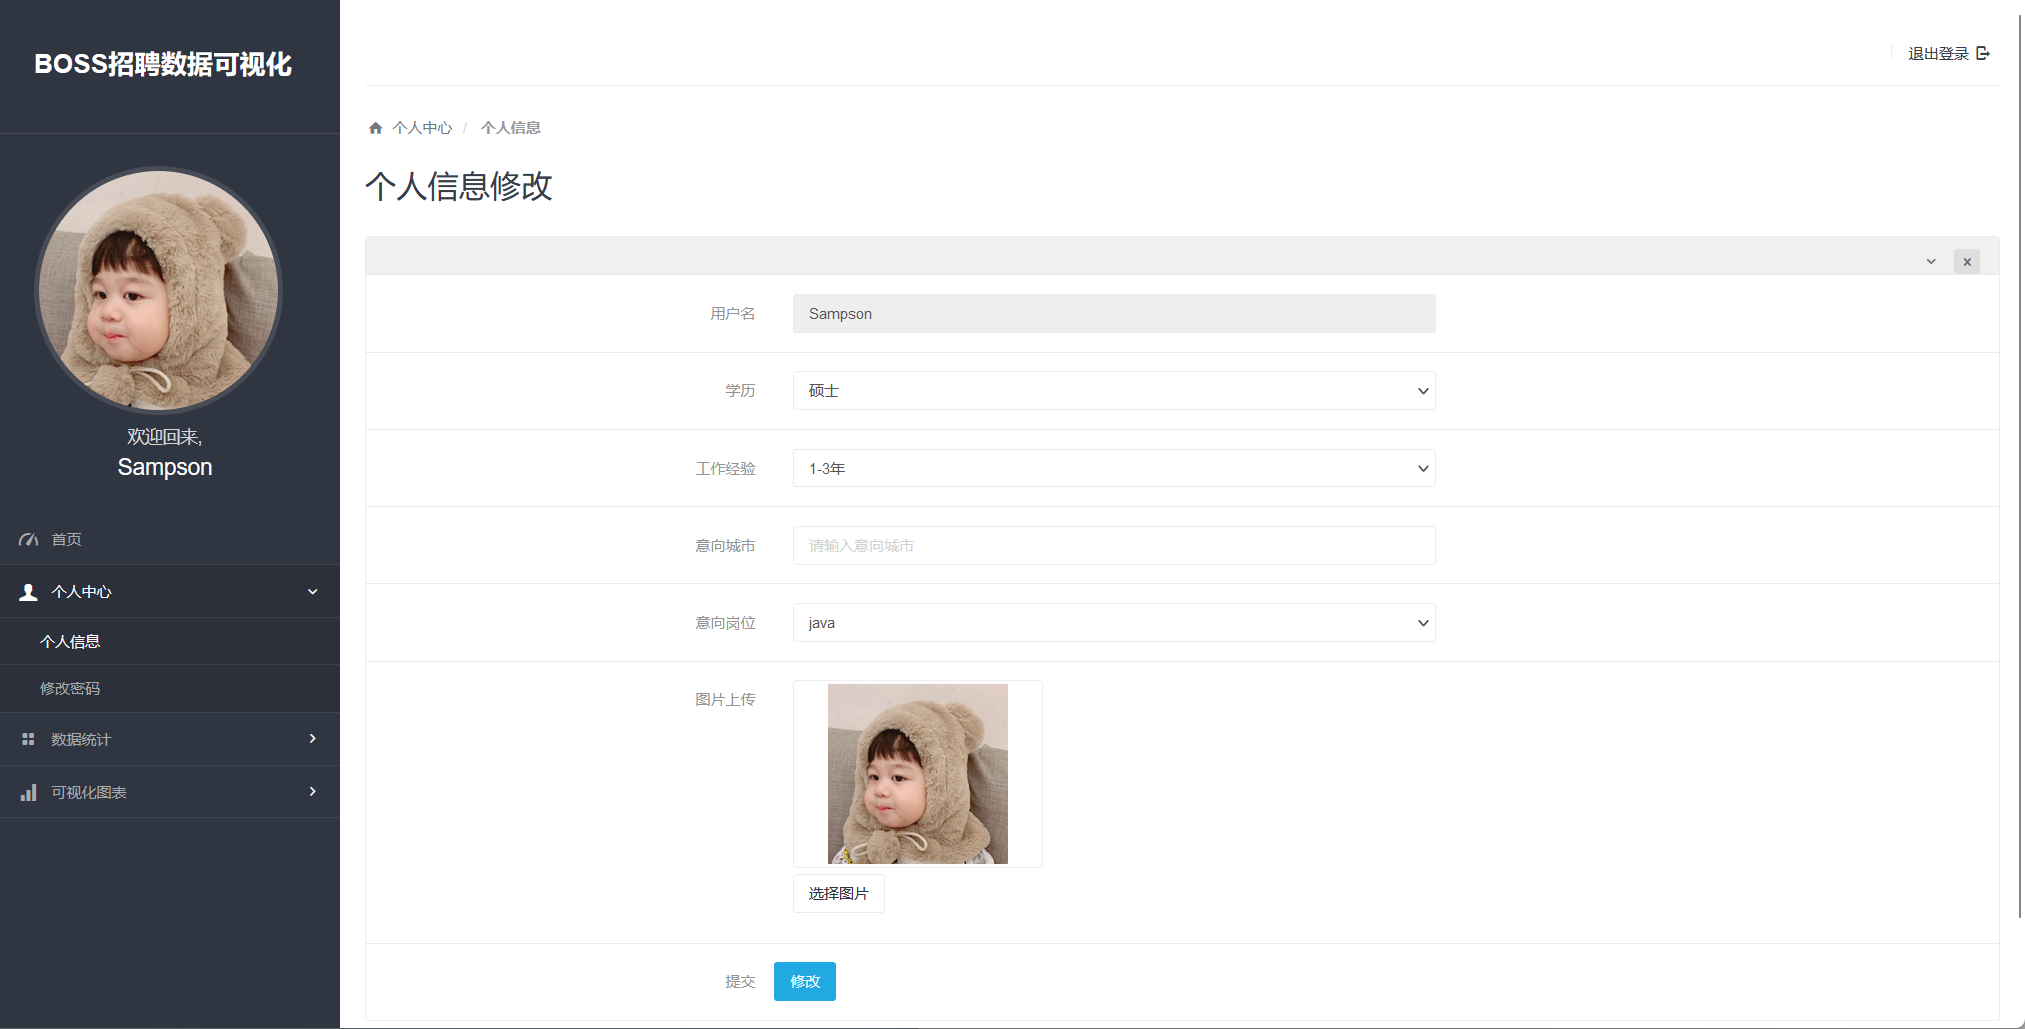 BOSS招聘数据可视化
退出登录
个人中心 / 个人信息
个人信息修改
欢迎回来,
Sampson
首页
个人中心
个人信息
修改密码
数据统计
可视化图表
用户名 Sampson
学历 硕士
工作经验 1-3年
意向城市 请输入意向城市
意向岗位 java
图片上传
选择图片
提交 修改